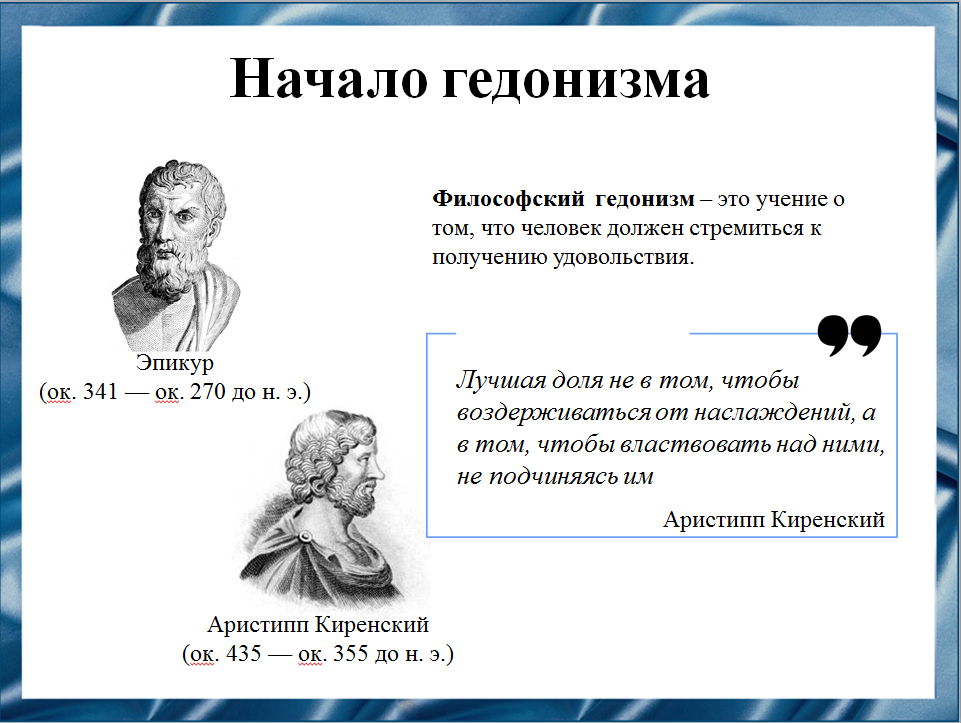 Начало гедонизма
Философский гедонизм – это учение о
том, что человек должен стремиться к
получению удовольствия.
Эпикур
(ок. 341 — ок. 270 до н. э.)
Лучшая доля не в том, чтобы
воздерживаться от наслаждений, а
в том, чтобы властвовать над ними,
не подчиняясь им
Аристипп Киренский
Аристипп Киренский
(ок. 435 — ок. 355 до н. э.)